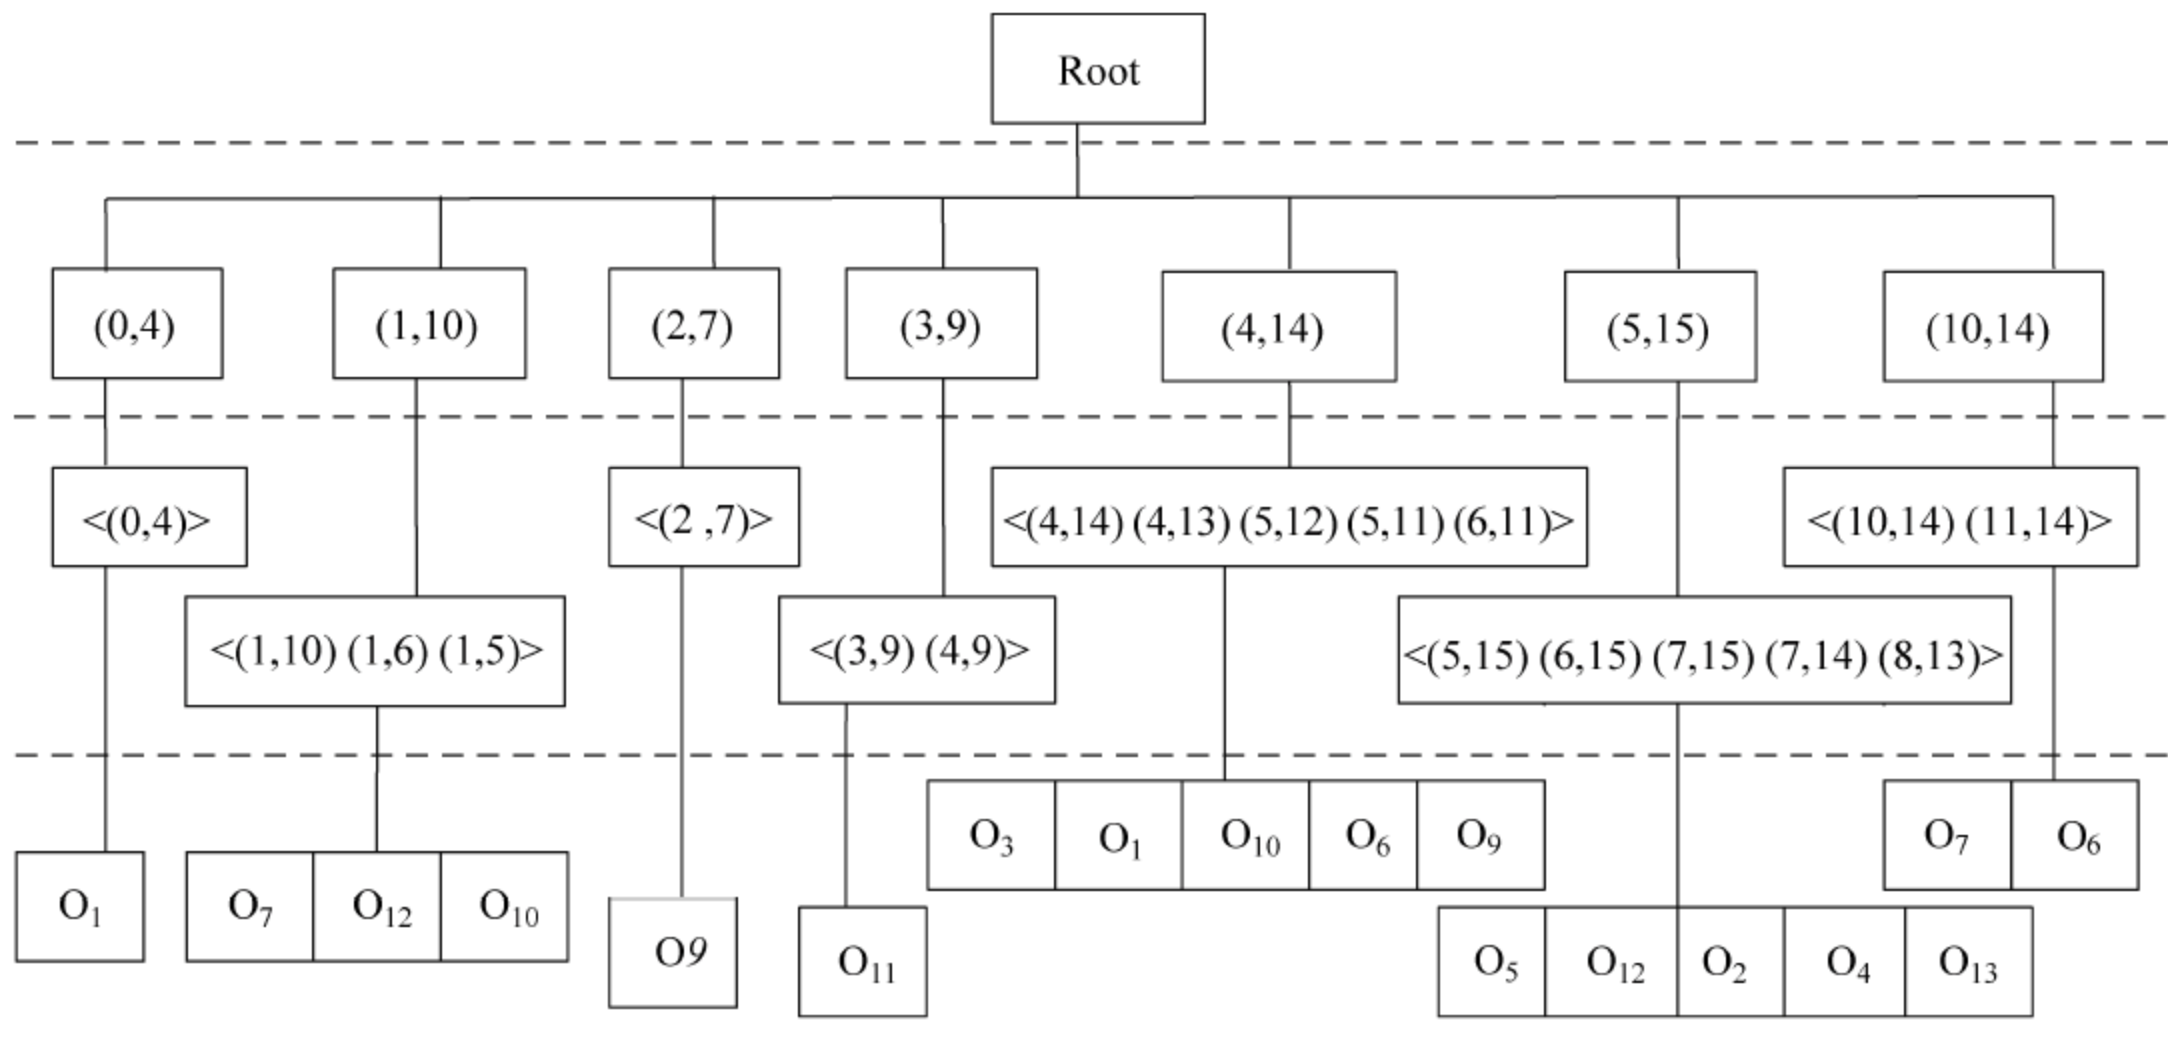 Root
(0,4) (1,10) (2,7) (3,9) (4,14) (5,15) (10,14)
<(0,4)> <(2 ,7)> <(4,14) (4,13) (5,12) (5,11) (6,11)> <(10,14) (11,14)>
<(1,10) (1,6) (1,5)> <(3,9) (4,9)> <(5,15) (6,15) (7,15) (7,14) (8,13)>
O₃ O₁ O₁₀ O₆ O₉ O₇ O₆
O₁ O₇ O₁₂ O₁₀ O9 O₁₁ O₅ O₁₂ O₂ O₄ O₁₃